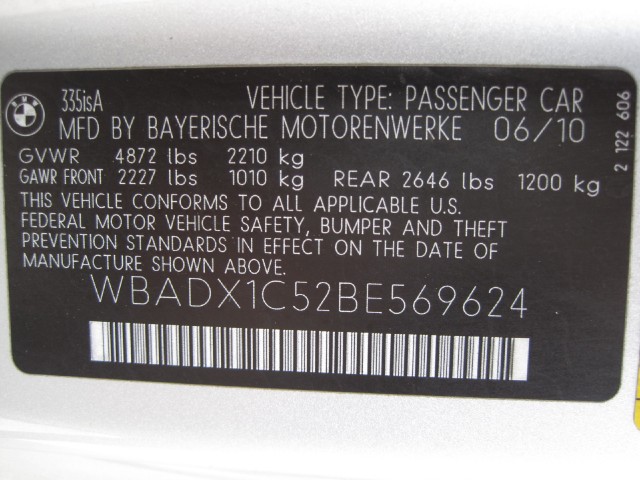 BMW
335isA VEHICLE TYPE: PASSENGER CAR
MFD BY BAYERISCHE MOTORENWERKE 06/10
GVWR 4872 lbs 2210 kg
GAWR FRONT 2227 lbs 1010 kg REAR 2646 lbs 1200 kg
THIS VEHICLE CONFORMS TO ALL APPLICABLE U.S.
FEDERAL MOTOR VEHICLE SAFETY, BUMPER AND THEFT
PREVENTION STANDARDS IN EFFECT ON THE DATE OF
MANUFACTURE SHOWN ABOVE.
WBADX1C52BE569624
2 122 606